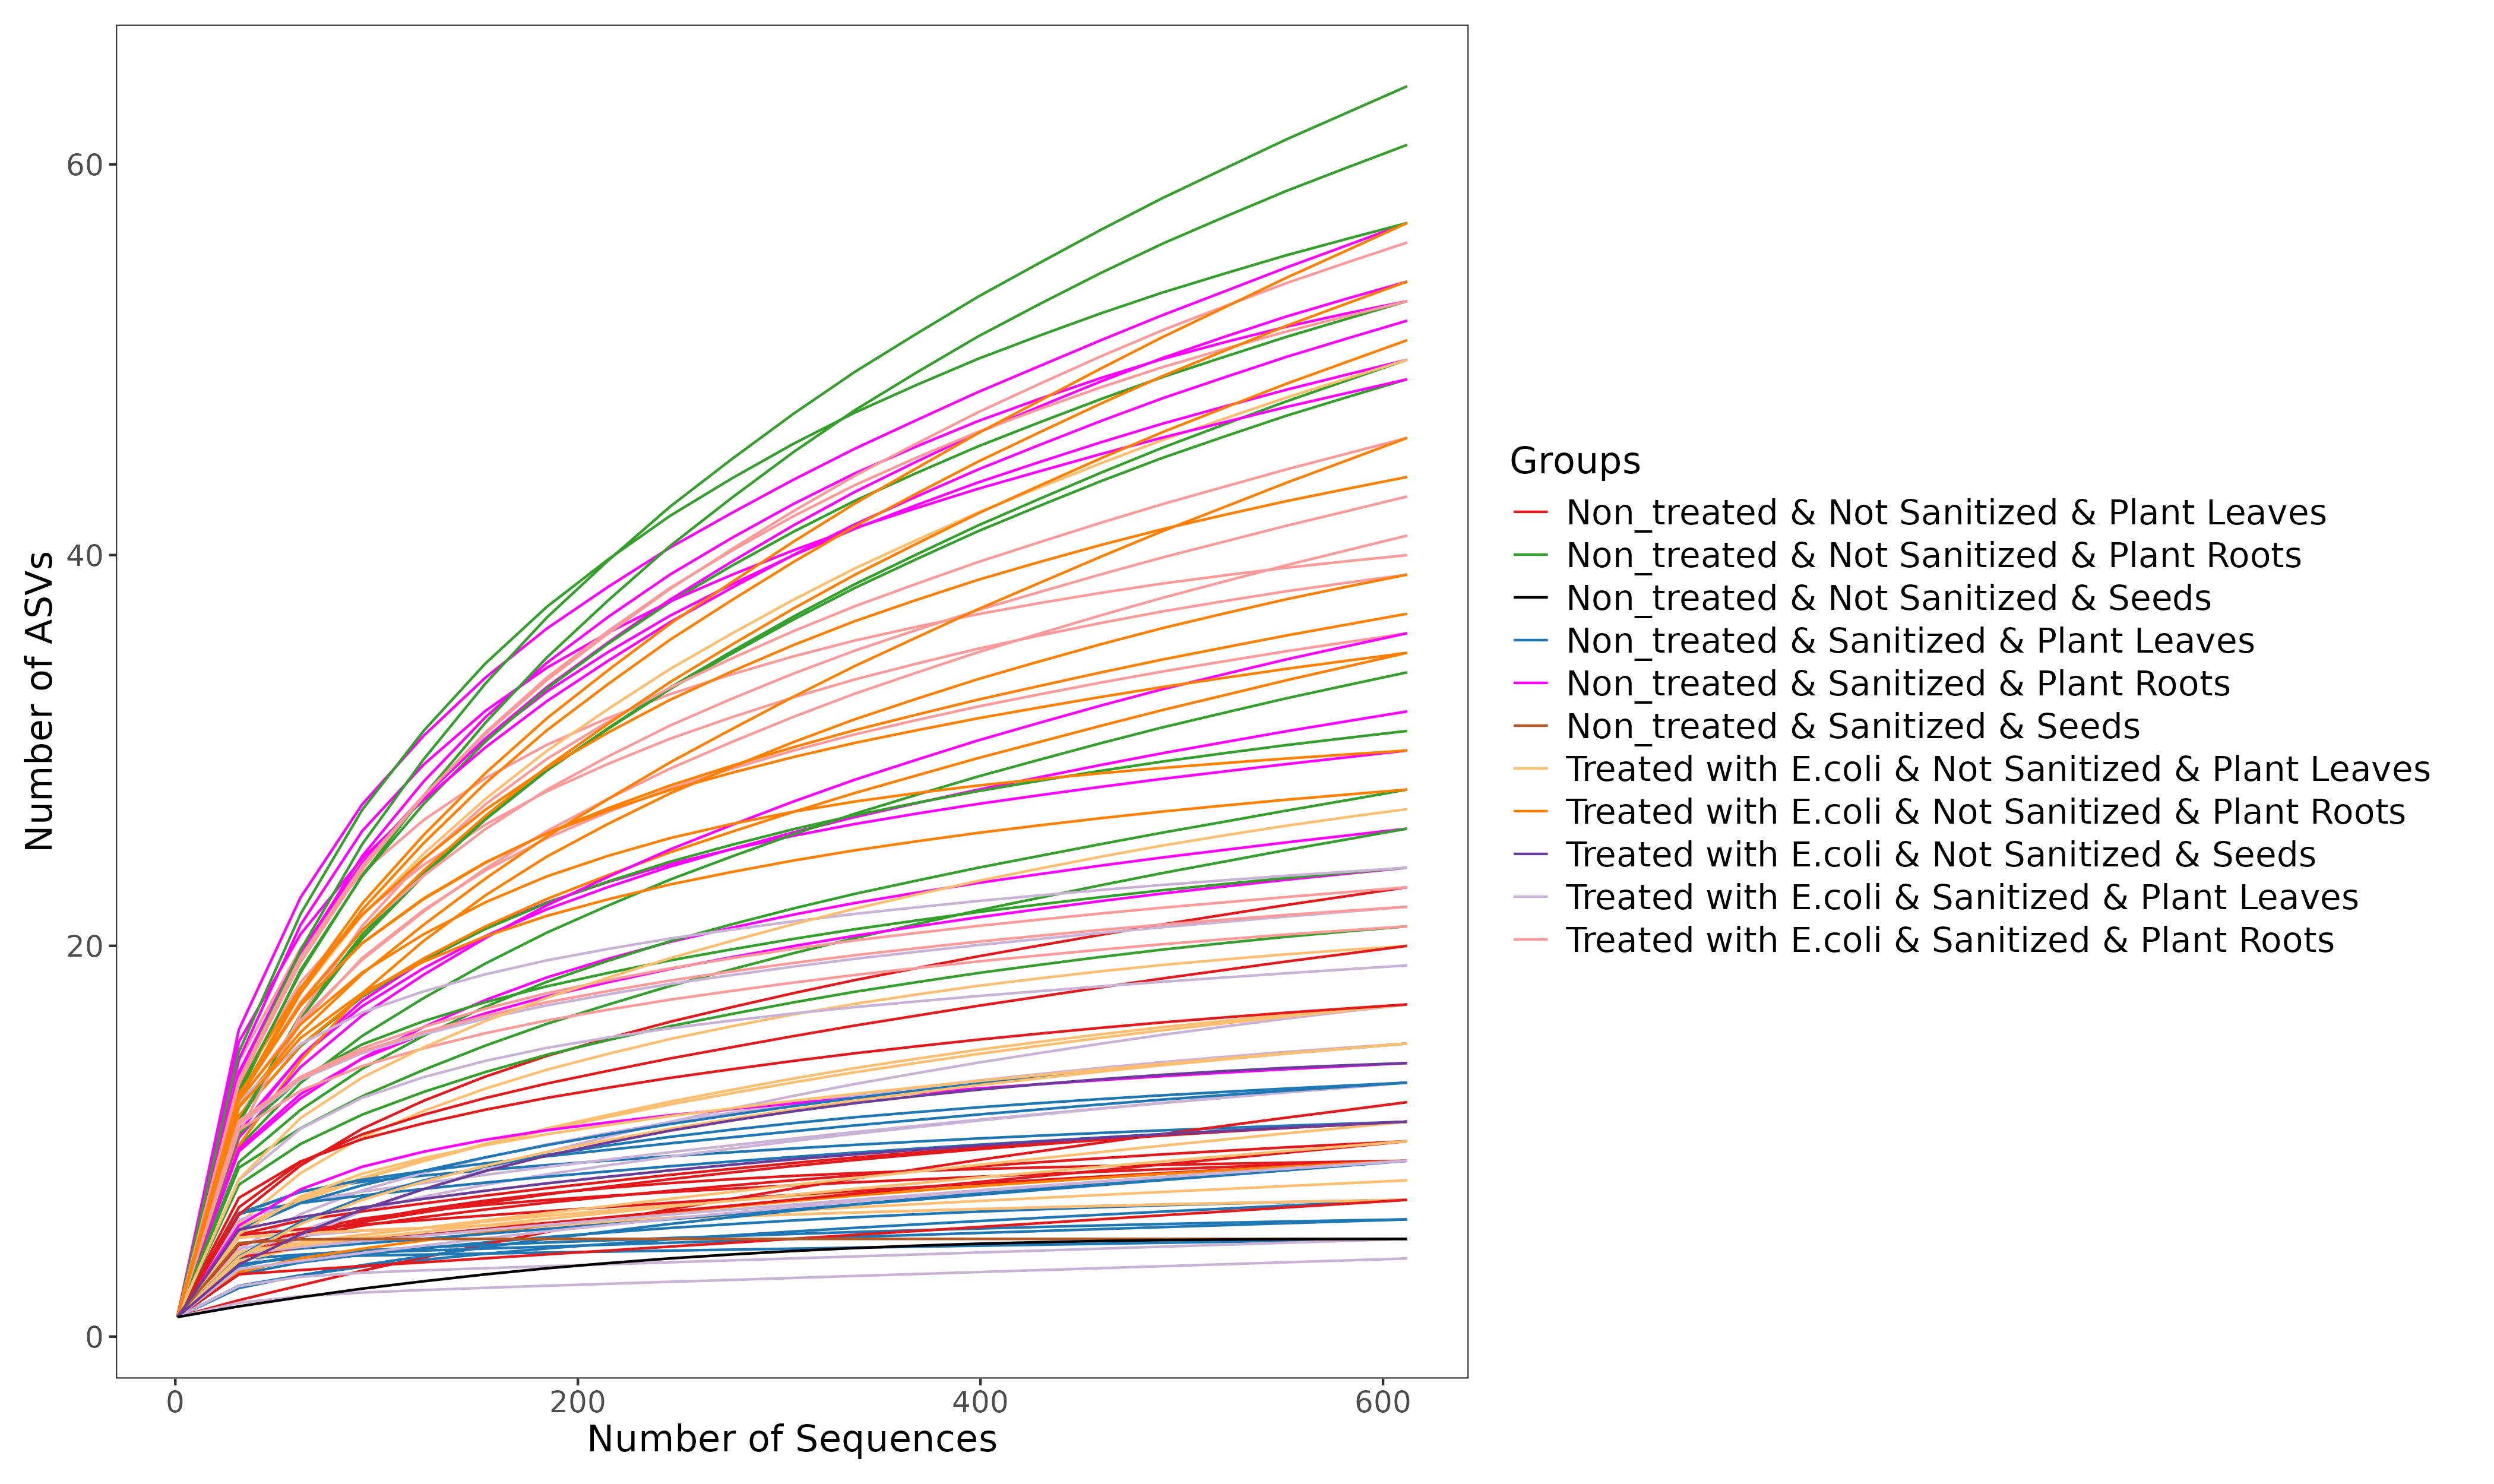 Number of ASVs
60
40
20
0
0 200 400 600
Number of Sequences
Groups
Non_treated & Not Sanitized & Plant Leaves
Non_treated & Not Sanitized & Plant Roots
Non_treated & Not Sanitized & Seeds
Non_treated & Sanitized & Plant Leaves
Non_treated & Sanitized & Plant Roots
Non_treated & Sanitized & Seeds
Treated with E.coli & Not Sanitized & Plant Leaves
Treated with E.coli & Not Sanitized & Plant Roots
Treated with E.coli & Not Sanitized & Seeds
Treated with E.coli & Sanitized & Plant Leaves
Treated with E.coli & Sanitized & Plant Roots